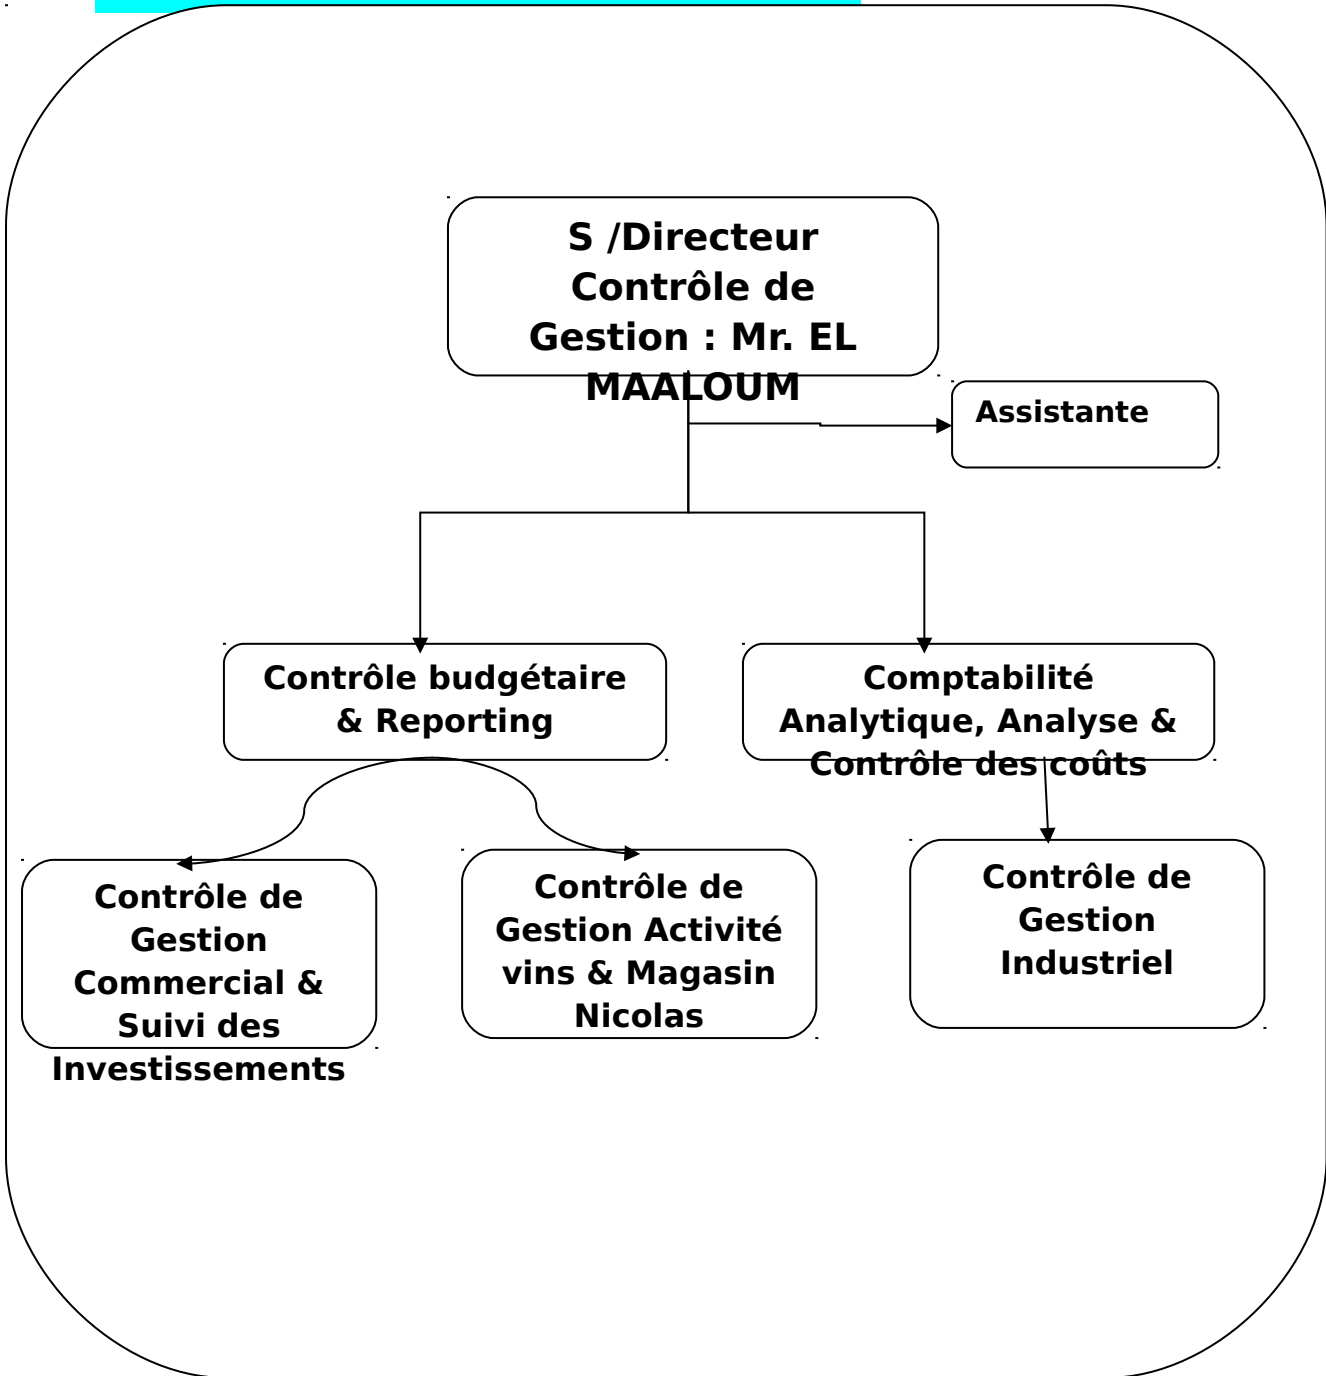 S /Directeur
Contrôle de
Gestion : Mr. EL
MAALOUM
Assistante
Contrôle budgétaire
& Reporting
Comptabilité
Analytique, Analyse &
Contrôle des coûts
Contrôle de
Gestion
Commercial &
Suivi des
Investissements
Contrôle de
Gestion Activité
vins & Magasin
Nicolas
Contrôle de
Gestion
Industriel